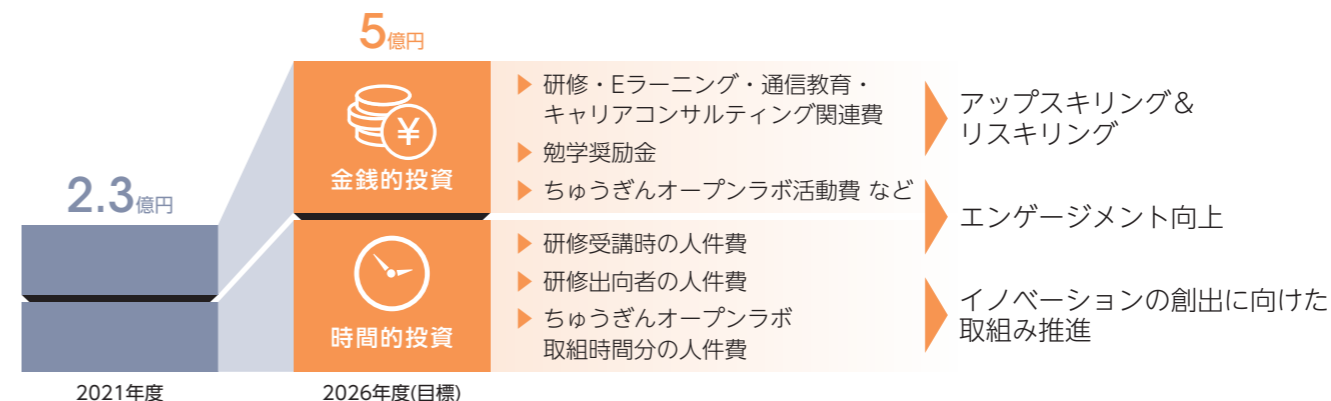 5億円
2.3億円
¥
金銭的投資
▶ 研修・Eラーニング・通信教育・
キャリアコンサルティング関連費
▶ 勉学奨励金
▶ ちゅうぎんオープンラボ活動費 など
時間的投資
▶ 研修受講時の人件費
▶ 研修出向者の人件費
▶ ちゅうぎんオープンラボ
取組時間分の人件費
アップスキリング&
リスキリング
エンゲージメント向上
イノベーションの創出に向けた
取組み推進
2021年度
2026年度(目標)